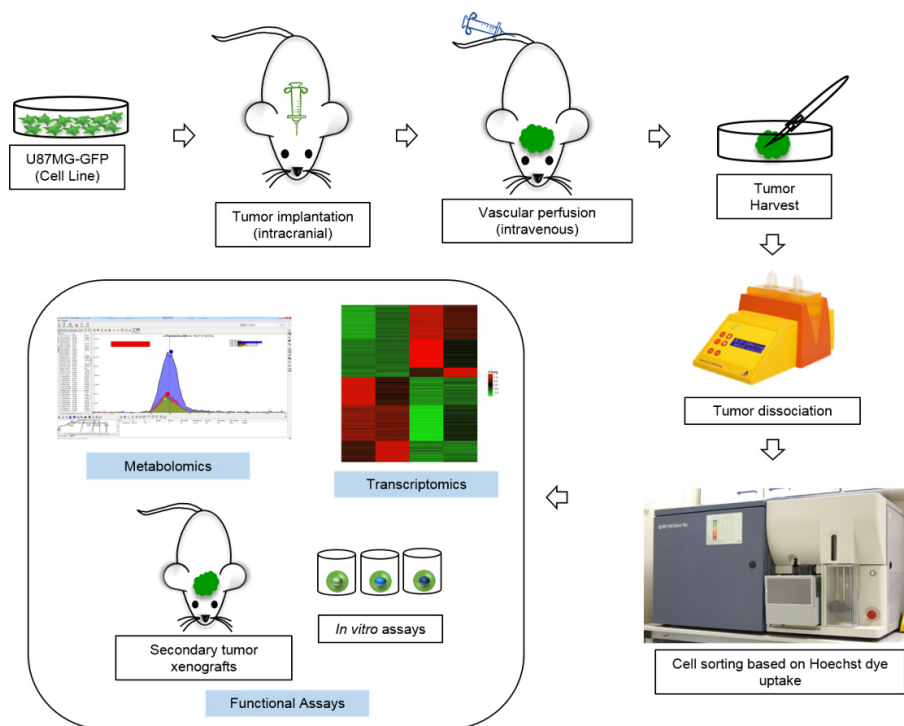 U87MG-GFP
(Cell Line)
Tumor implantation
(intracranial)
Vascular perfusion
(intravenous)
Tumor
Harvest
Tumor dissociation
Cell sorting based on Hoechst dye
uptake
Metabolomics
Transcriptomics
Secondary tumor
xenografts
In vitro assays
Functional Assays